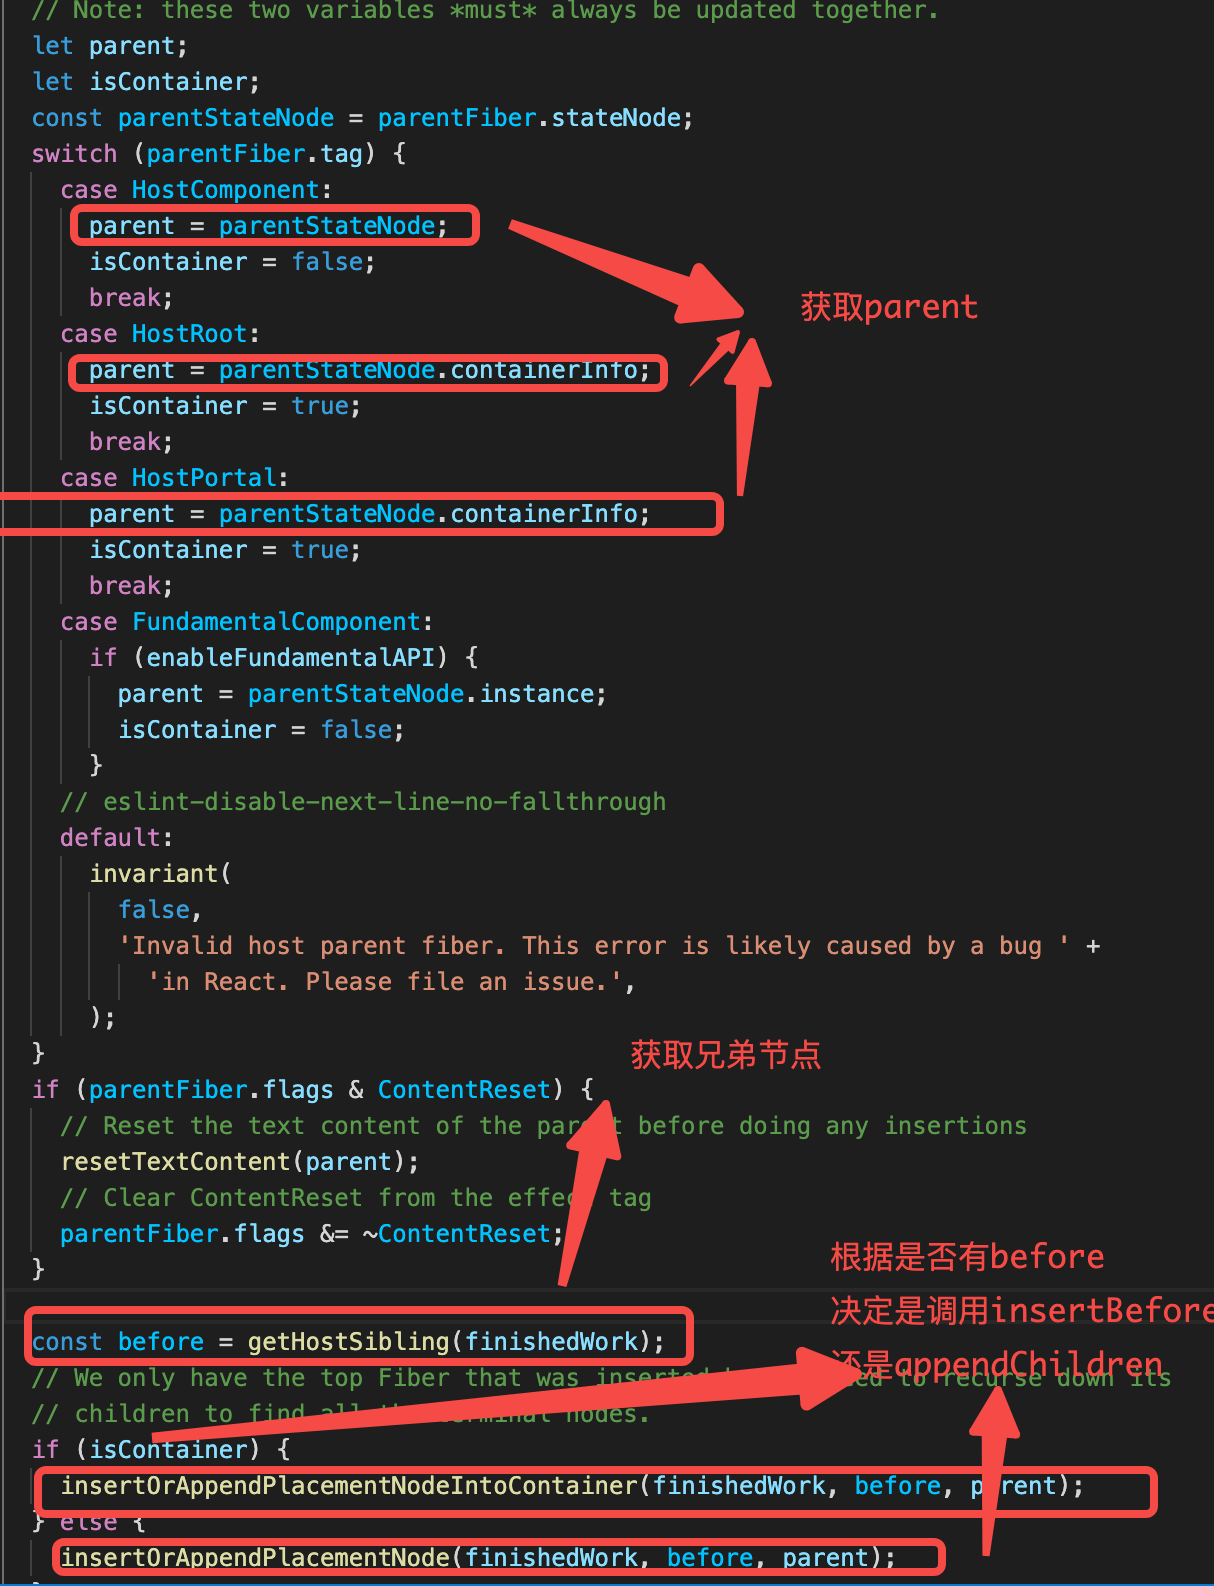 // Note: these two variables *must* always be updated together.
let parent;
let isContainer;
const parentStateNode = parentFiber.stateNode;
switch (parentFiber.tag) {
case HostComponent:
parent = parentStateNode;
isContainer = false;
break;
获取parent
case HostRoot:
parent = parentStateNode.containerInfo;
isContainer = true;
break;
case HostPortal:
parent = parentStateNode.containerInfo;
isContainer = true;
break;
case FundamentalComponent:
if (enableFundamentalAPI) {
parent = parentStateNode.instance;
isContainer = false;
}
// eslint-disable-next-line-no-fallthrough
default:
invariant(
false,
'Invalid host parent fiber. This error is likely caused by a bug ' +
'in React. Please file an issue.',
);
}
获取兄弟节点
if (parentFiber.flags & ContentReset) {
// Reset the text content of the parent before doing any insertions
resetTextContent(parent);
// Clear ContentReset from the effect tag
parentFiber.flags &= ~ContentReset;
}
根据是否有before
决定是调用insertBefore
还是appendChildren
const before = getHostSibling(finishedWork);
// We only have the top Fiber that was inserted to recurse down its
// children to find all the terminal nodes.
if (isContainer) {
insertOrAppendPlacementNodeIntoContainer(finishedWork, before, parent);
} else {
insertOrAppendPlacementNode(finishedWork, before, parent);